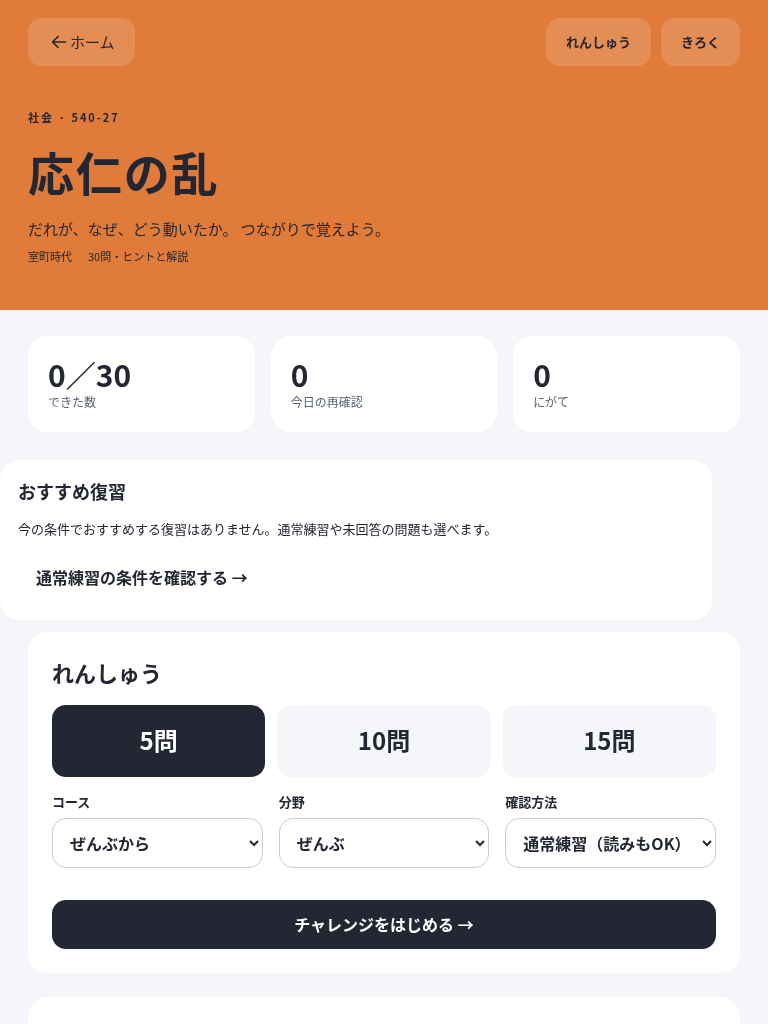 ← ホーム
れんしゅう
きろく
社会 · 540-27
応仁の乱
だれが、なぜ、どう動いたか。 つながりで覚えよう。
室町時代 30問・ヒントと解説
0／30
できた数
0
今日の再確認
0
にがて
おすすめ復習
今の条件でおすすめする復習はありません。通常練習や未回答の問題も選べます。
通常練習の条件を確認する →
れんしゅう
5問
10問
15問
コース
分野
確認方法
ぜんぶから
ぜんぶ
通常練習（読みもOK）
チャレンジをはじめる →